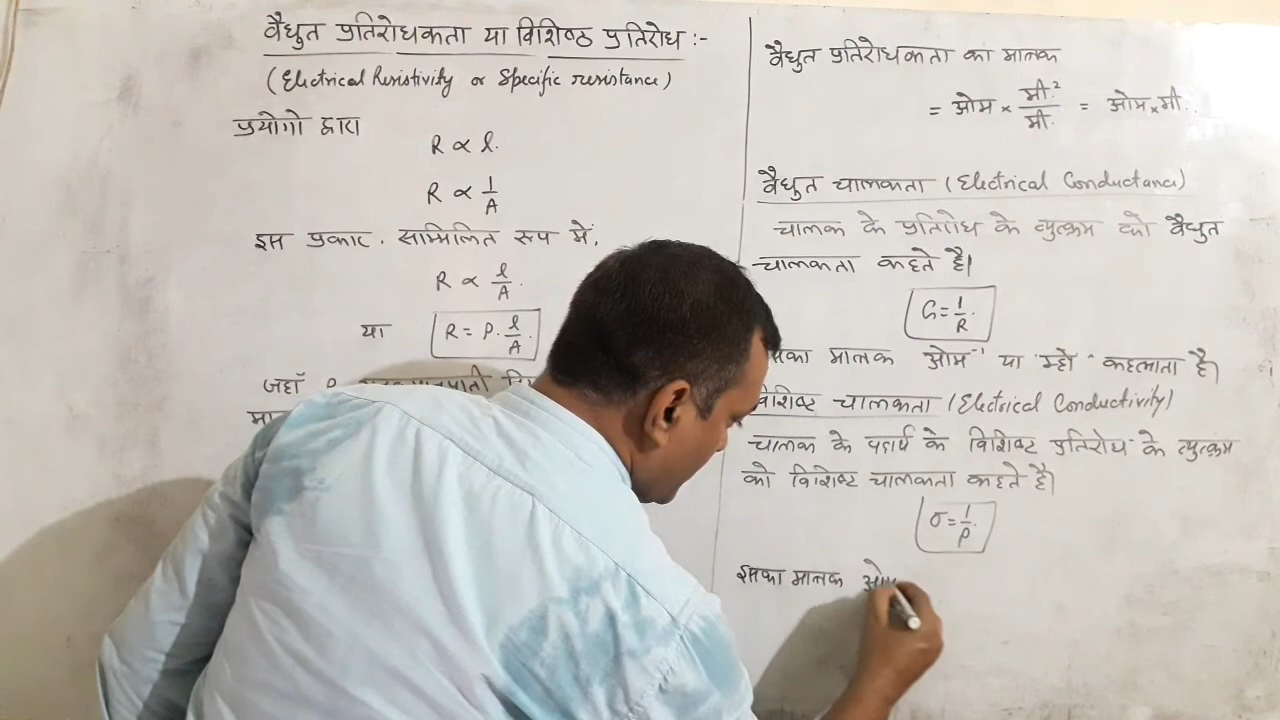 वैद्युत प्रतिरोधकता या विशिष्ठ प्रतिरोध :-
(Electrical Resistivity or Specific resistance)
प्रयोगो द्वारा
R ∝ l.
R ∝ 1/A
इस प्रकार, सम्मिलित रूप में,
R ∝ l/A.
या R = ρ. l/A.
जहाँ
वैद्युत प्रतिरोधकता का मात्रक
= ओम × मी.²/मी. = ओम × मी.
वैद्युत चालकता (Electrical Conductance)
चालक के प्रतिरोध के व्युत्क्रम को वैद्युत
चालकता कहते है।
G = 1/R.
मात्रक ओम⁻¹ या "म्हो" कहलाता है।
विशिष्ट चालकता (Electrical Conductivity)
चालक के पदार्थ के विशिष्ट प्रतिरोध के व्युत्क्रम
को विशिष्ट चालकता कहते है।
σ = 1/ρ.
इसका मात्रक